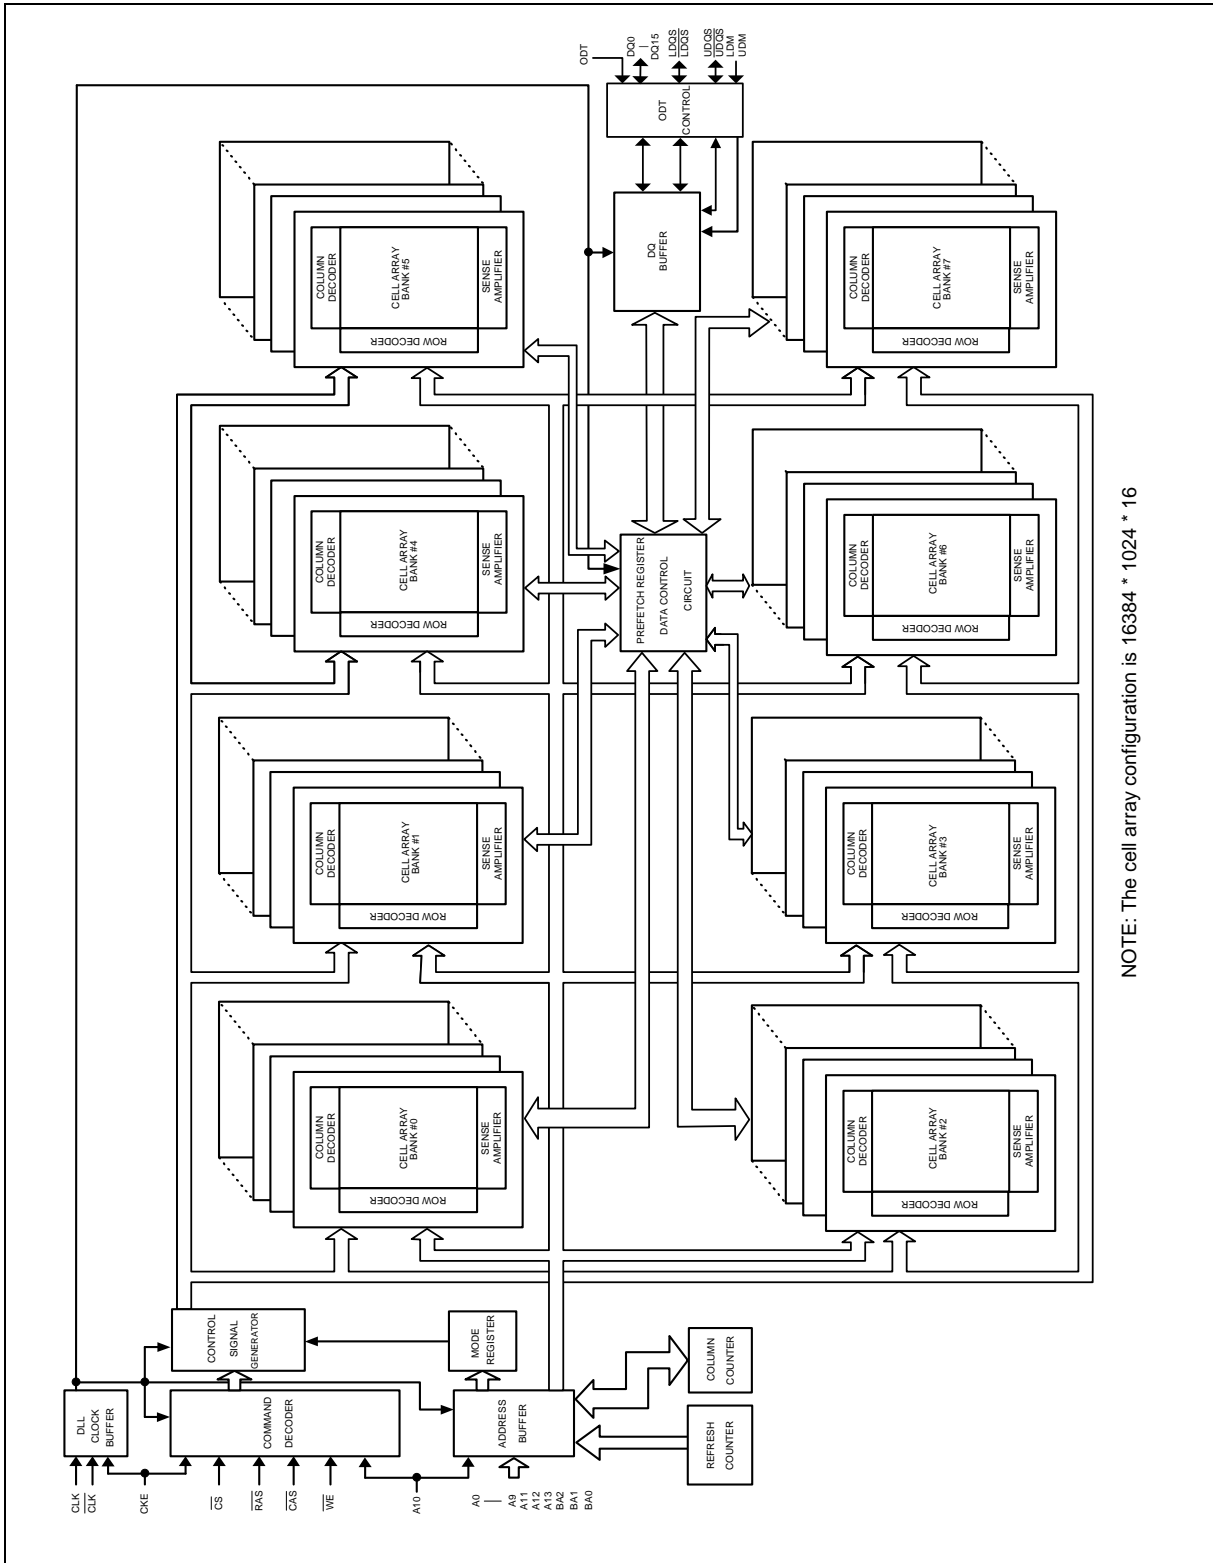 CLK
CLK
CKE
CS
RAS
CAS
WE
A10
A0
A9
A11
A12
A13
BA2
BA1
BA0
DLL
CLOCK
BUFFER
COMMAND
DECODER
ADDRESS
BUFFER
REFRESH
COUNTER
COLUMN
COUNTER
CONTROL
SIGNAL
GENERATOR
MODE
REGISTER
COLUMN
DECODER
CELL ARRAY
BANK #0
SENSE
AMPLIFIER
ROW DECODER
COLUMN
DECODER
CELL ARRAY
BANK #2
SENSE
AMPLIFIER
ROW DECODER
COLUMN
DECODER
CELL ARRAY
BANK #1
SENSE
AMPLIFIER
ROW DECODER
COLUMN
DECODER
CELL ARRAY
BANK #3
SENSE
AMPLIFIER
ROW DECODER
COLUMN
DECODER
CELL ARRAY
BANK #4
SENSE
AMPLIFIER
ROW DECODER
PREFETCH REGISTER
DATA CONTROL
CIRCUIT
COLUMN
DECODER
CELL ARRAY
BANK #6
SENSE
AMPLIFIER
ROW DECODER
COLUMN
DECODER
CELL ARRAY
BANK #5
SENSE
AMPLIFIER
ROW DECODER
DQ
BUFFER
COLUMN
DECODER
CELL ARRAY
BANK #7
SENSE
AMPLIFIER
ROW DECODER
ODT
CONTROL
ODT
DQ0
DQ15
LDQS
LDQS
UDQS
UDQS
LDM
UDM
NOTE: The cell array configuration is 16384 * 1024 * 16